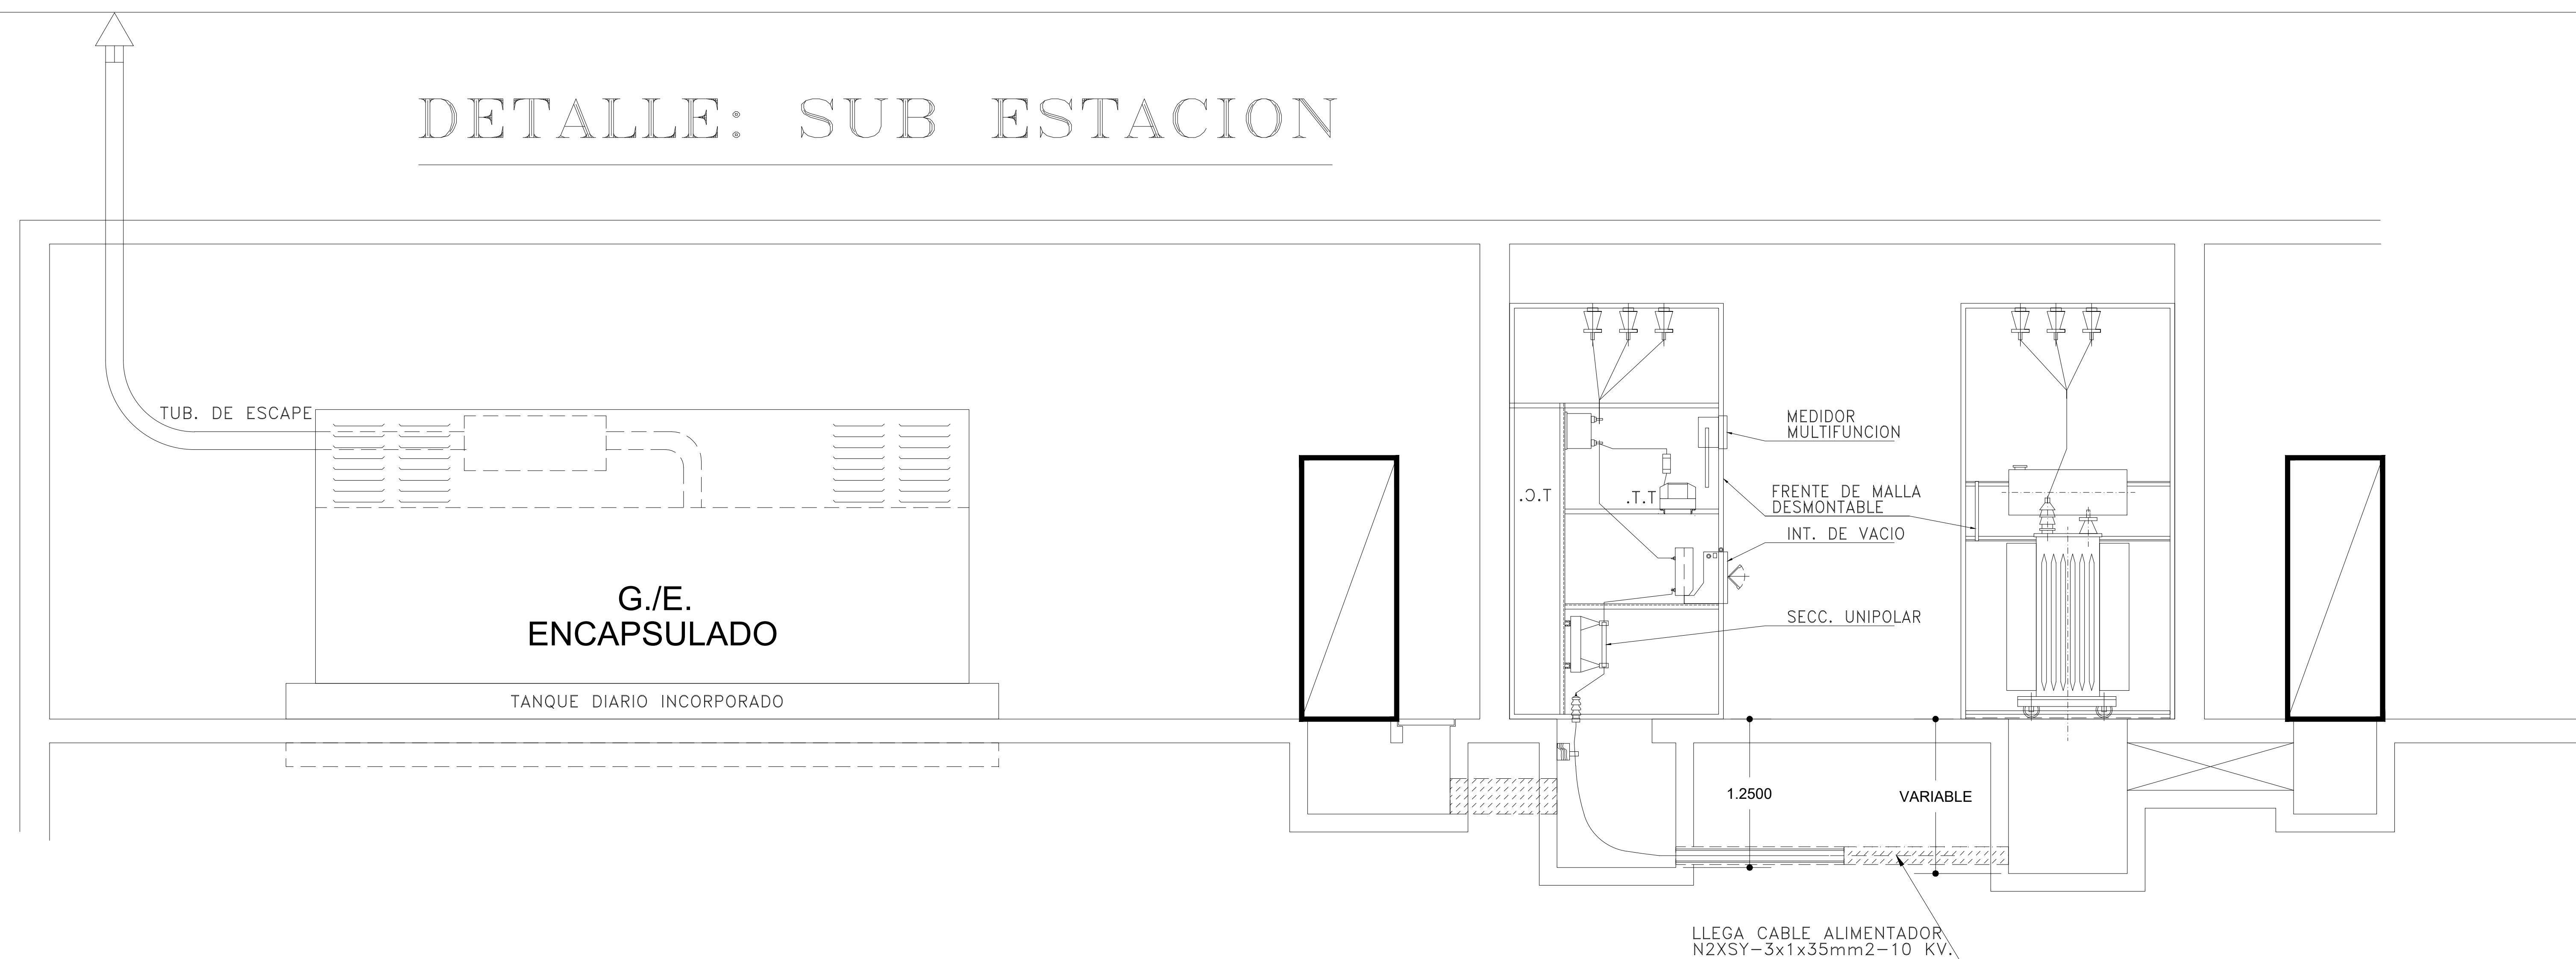 DETALLE: SUB ESTACION
TUB. DE ESCAPE
G./E.
ENCAPSULADO
TANQUE DIARIO INCORPORADO
T.C.
T.T.
MEDIDOR
MULTIFUNCION
FRENTE DE MALLA
DESMONTABLE
INT. DE VACIO
SECC. UNIPOLAR
1.2500
VARIABLE
LLEGA CABLE ALIMENTADOR
N2XSY-3x1x35mm2-10 KV.